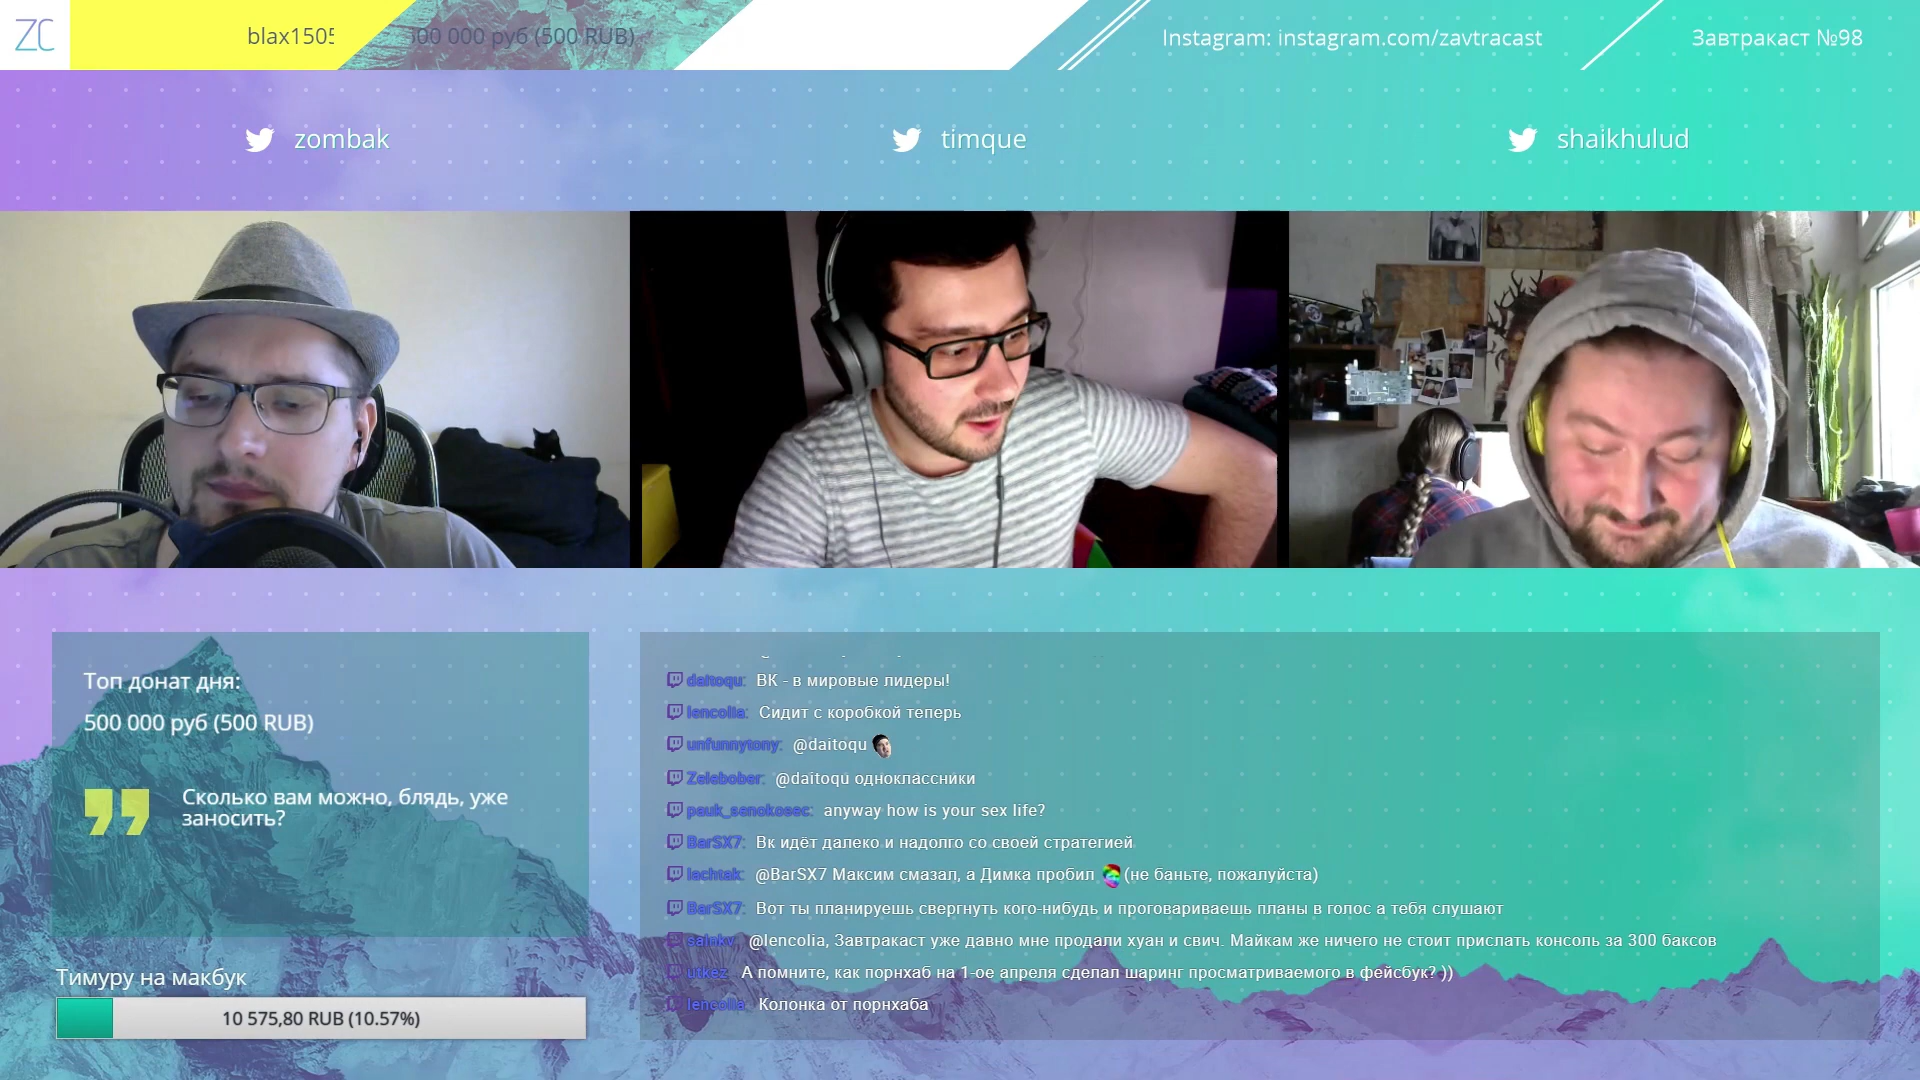 ZC
blax1505
00 000 руб (500 RUB)
Instagram: instagram.com/zavtracast
Завтракаст №98
zombak
timque
shaikhulud
Топ донат дня:
500 000 руб (500 RUB)
Сколько вам можно, блядь, уже
заносить?
Тимуру на макбук
10 575,80 RUB (10.57%)
daitoqu: ВК - в мировые лидеры!
lencolia: Сидит с коробкой теперь
unfunnytony: @daitoqu
Zelebober: @daitoqu одноклассники
pauk_senokosec: anyway how is your sex life?
BarSX7: Вк идёт далеко и надолго со своей стратегией
lachtak: @BarSX7 Максим смазал, а Димка пробил (не баньте, пожалуйста)
BarSX7: Вот ты планируешь свергнуть кого-нибудь и проговариваешь планы в голос а тебя слушают
@lencolia, Завтракаст уже давно мне продали хуан и свич. Майкам же ничего не стоит прислать консоль за 300 баксов
utkez: А помните, как порнхаб на 1-ое апреля сделал шаринг просматриваемого в фейсбук? ))
lencolia: Колонка от порнхаба